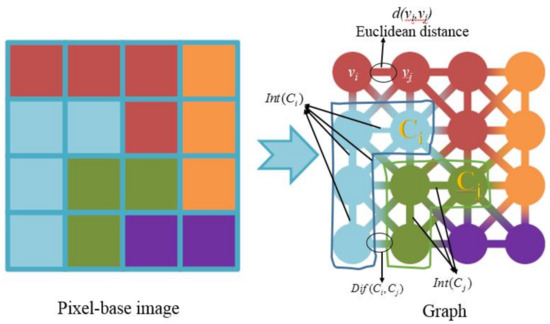 d(vi,vj)
Euclidean distance
vi
vj
Int(Ci)
Ci
Ci
Dif(Ci,Cj)
Int(Cj)
Pixel-base image
Graph